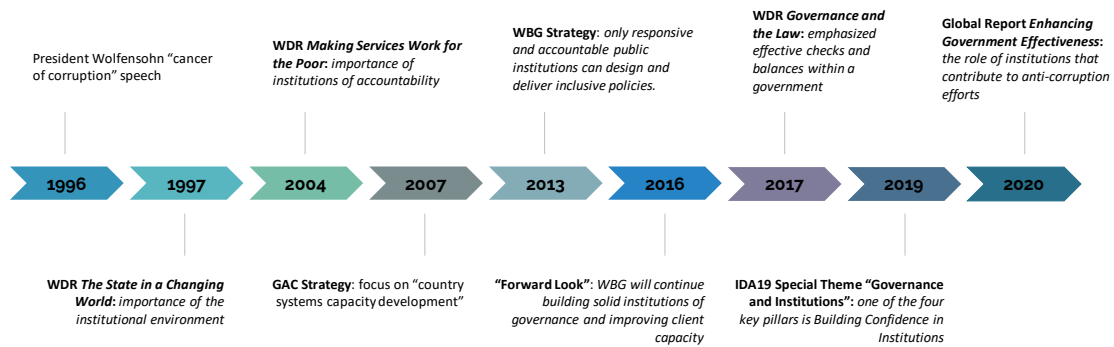 President Wolfensohn “cancer
of corruption” speech
WDR Making Services Work for
the Poor: importance of
institutions of accountability
WBG Strategy: only responsive
and accountable public
institutions can design and
deliver inclusive policies.
WDR Governance and
the Law: emphasized
effective checks and
balances within a
government
Global Report Enhancing
Government Effectiveness:
the role of institutions that
contribute to anti-corruption
efforts
1996
1997
2004
2007
2013
2016
2017
2019
2020
WDR The State in a Changing
World: importance of the
institutional environment
GAC Strategy: focus on “country
systems capacity development”
“Forward Look”: WBG will continue
building solid institutions of
governance and improving client
capacity
IDA19 Special Theme “Governance
and Institutions”: one of the four
key pillars is Building Confidence in
Institutions